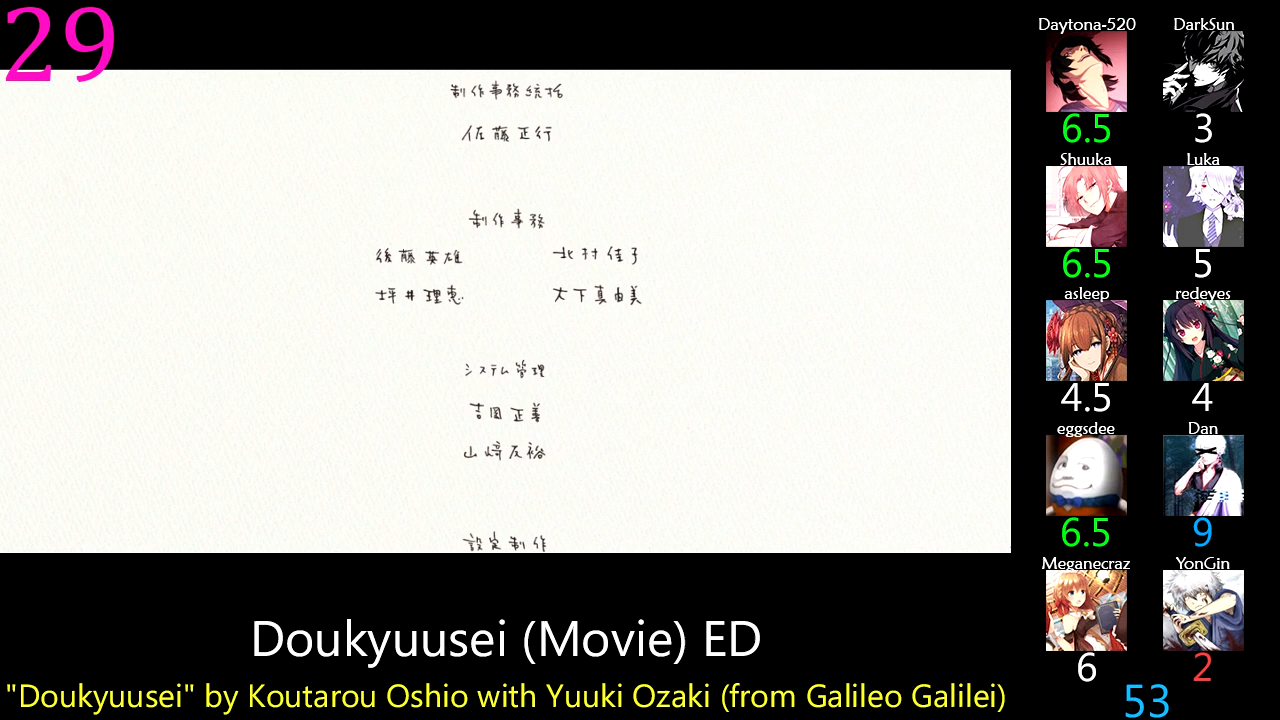 29
制作事務統括
佐藤正行
制作事務
後藤英雄 北村佳子
坪井理恵 大下真由美
システム管理
吉岡正美
山﨑友裕
設定制作
Doukyuusei (Movie) ED
"Doukyuusei" by Koutarou Oshio with Yuuki Ozaki (from Galileo Galilei)
Daytona-520 DarkSun
6.5 3
Shuuka Luka
6.5 5
asleep redeyes
4.5 4
eggsdee Dan
6.5 9
Meganecraz YonGin
6 2
53